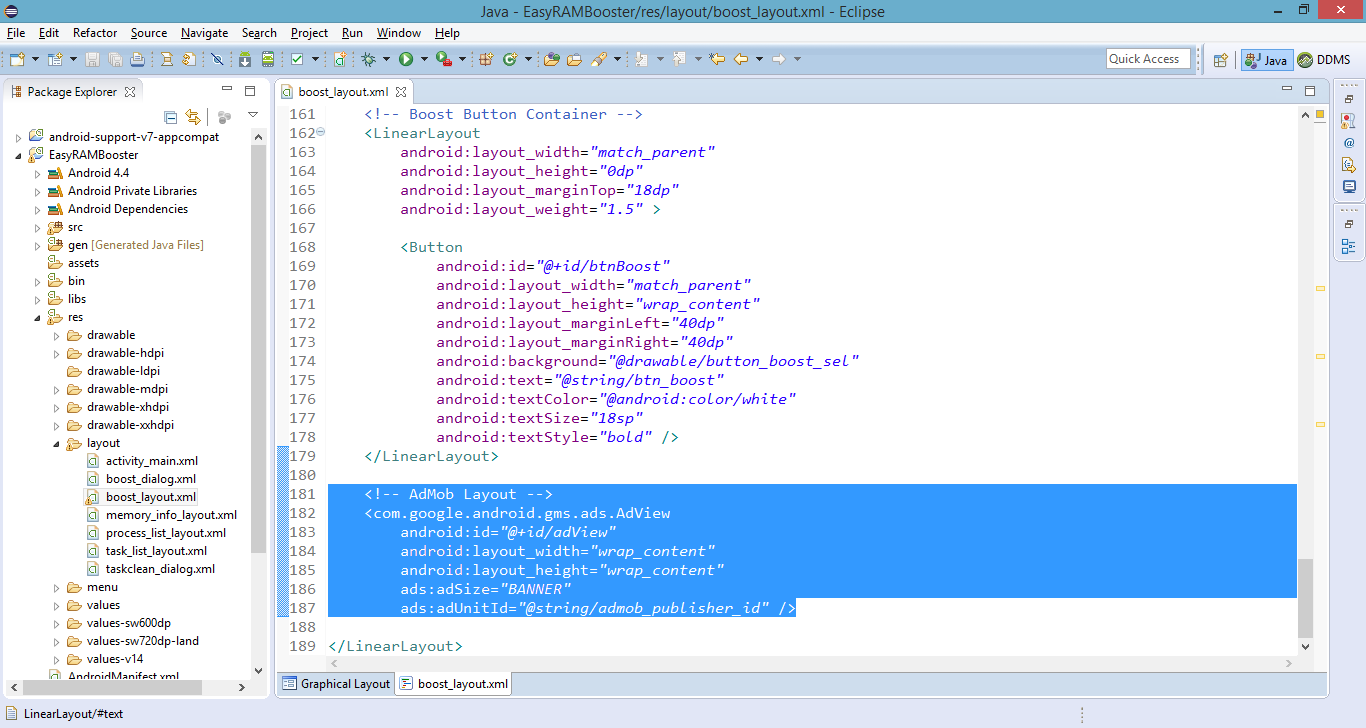 Java - EasyRAMBooster/res/layout/boost_layout.xml - Eclipse
File Edit Refactor Source Navigate Search Project Run Window Help
Quick Access Java DDMS
Package Explorer
android-support-v7-appcompat
EasyRAMBooster
Android 4.4
Android Private Libraries
Android Dependencies
src
gen [Generated Java Files]
assets
bin
libs
res
drawable
drawable-hdpi
drawable-ldpi
drawable-mdpi
drawable-xhdpi
drawable-xxhdpi
layout
activity_main.xml
boost_dialog.xml
boost_layout.xml
memory_info_layout.xml
process_list_layout.xml
task_list_layout.xml
taskclean_dialog.xml
menu
values
values-sw600dp
values-sw720dp-land
values-v14
AndroidManifest.xml
boost_layout.xml
161 <!-- Boost Button Container -->
162 <LinearLayout
163 android:layout_width="match_parent"
164 android:layout_height="0dp"
165 android:layout_marginTop="18dp"
166 android:layout_weight="1.5" >
167
168 <Button
169 android:id="@+id/btnBoost"
170 android:layout_width="match_parent"
171 android:layout_height="wrap_content"
172 android:layout_marginLeft="40dp"
173 android:layout_marginRight="40dp"
174 android:background="@drawable/button_boost_sel"
175 android:text="@string/btn_boost"
176 android:textColor="@android:color/white"
177 android:textSize="18sp"
178 android:textStyle="bold" />
179 </LinearLayout>
180
181 <!-- AdMob Layout -->
182 <com.google.android.gms.ads.AdView
183 android:id="@+id/adView"
184 android:layout_width="wrap_content"
185 android:layout_height="wrap_content"
186 ads:adSize="BANNER"
187 ads:adUnitId="@string/admob_publisher_id" />
188
189 </LinearLayout>
Graphical Layout boost_layout.xml
LinearLayout/#text